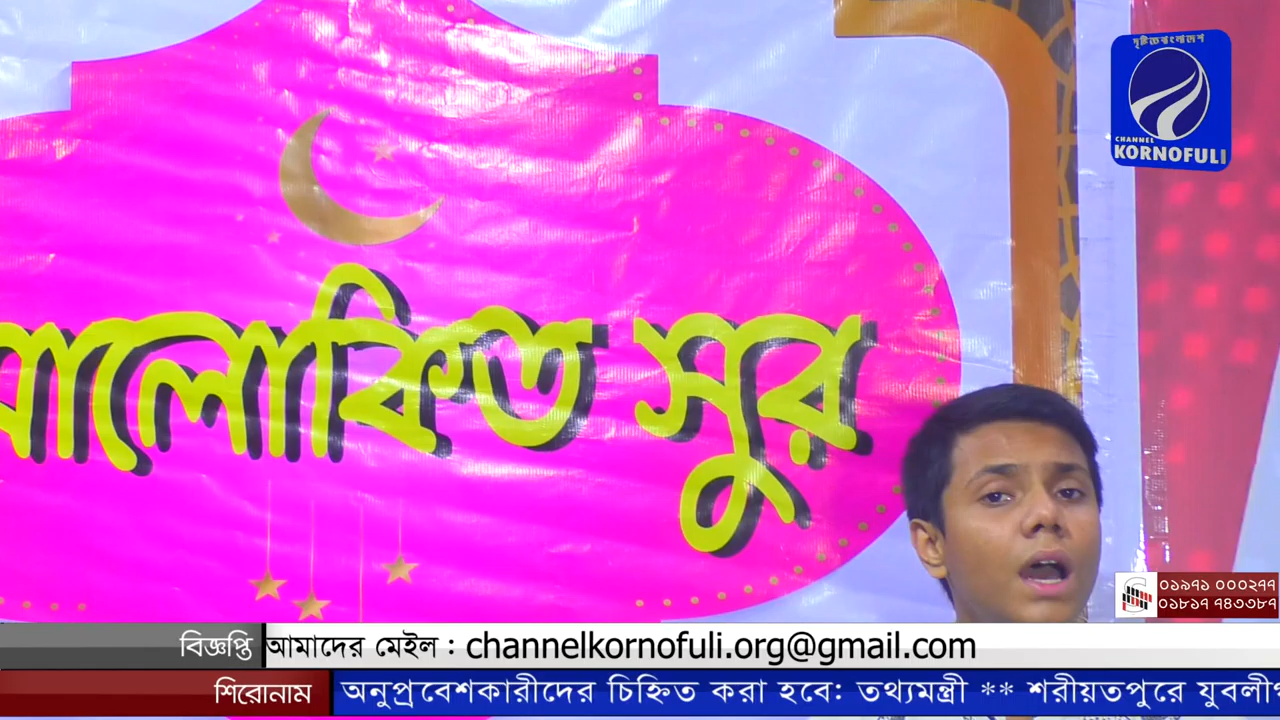 দৃষ্টিতে বাংলাদেশ
CHANNEL
KORNOFULI
আলোকিত সুর
০১৯৭১ ০০০২৭৭
০১৮১৭ ৭৪৩৩৮৭
বিজ্ঞপ্তি আমাদের মেইল : channelkornofuli.org@gmail.com
শিরোনাম অনুপ্রবেশকারীদের চিহ্নিত করা হবে: তথ্যমন্ত্রী ** শরীয়তপুরে